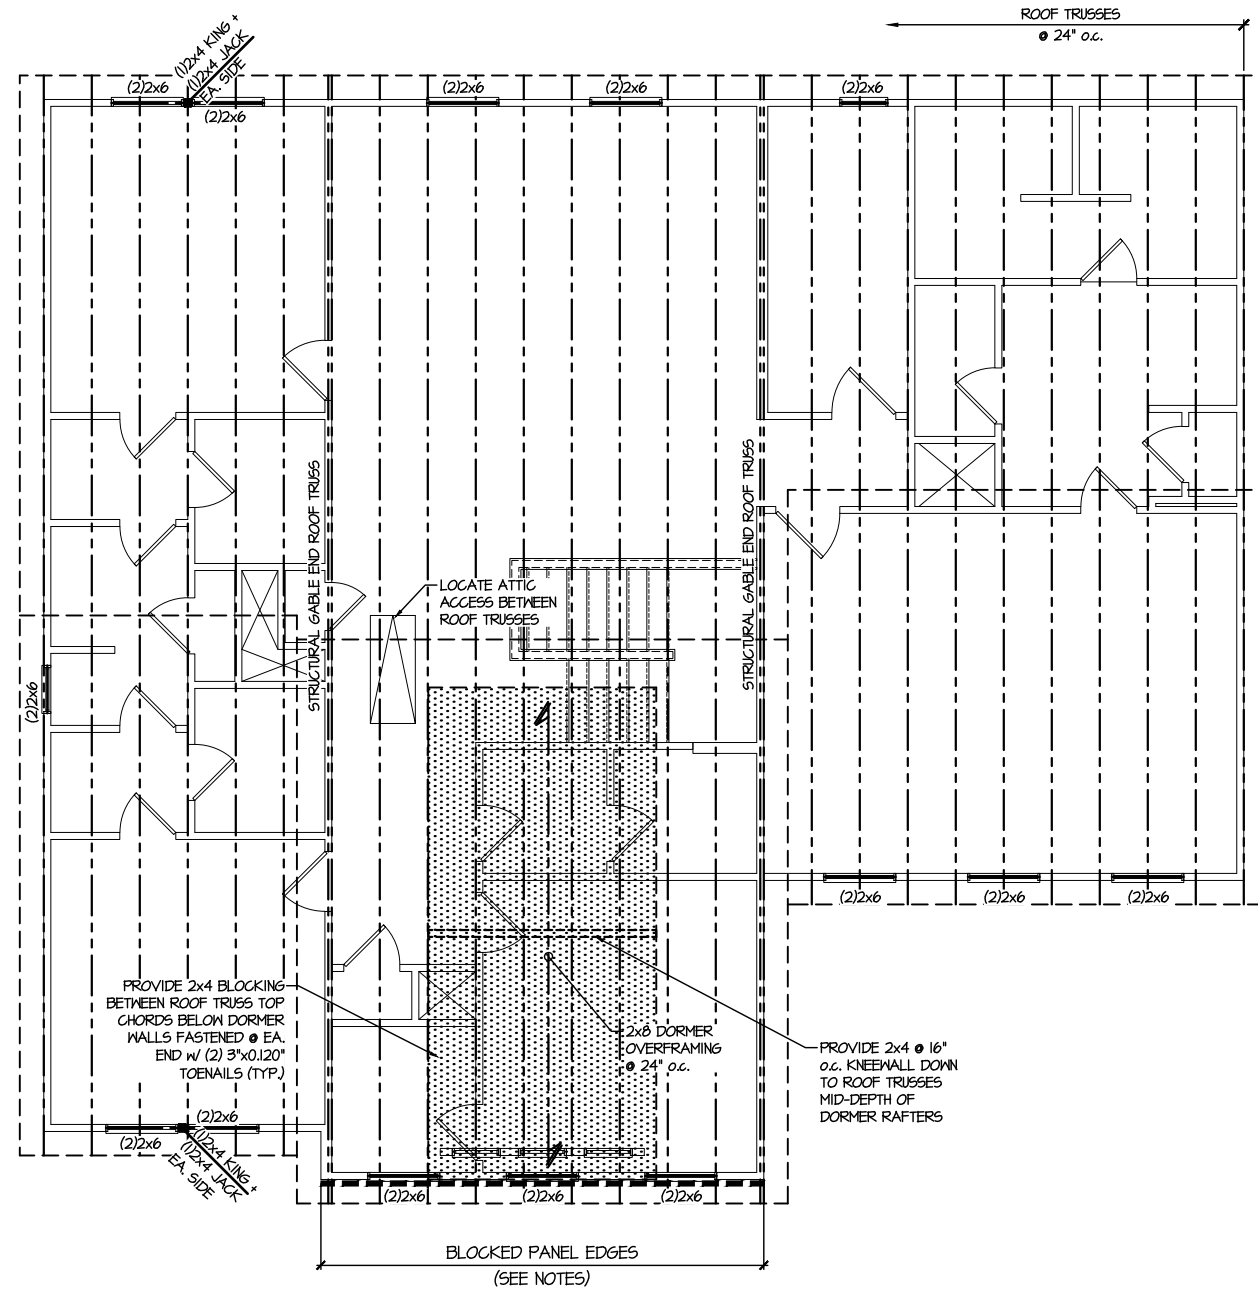 ROOF TRUSSES
@ 24" o.c.
(1)2x4 KING +
(1)2x4 JACK
EA. SIDE
(2)2x6
(2)2x6
(2)2x6
(2)2x6
(2)2x6
STRUCTURAL GABLE END ROOF TRUSS
STRUCTURAL GABLE END ROOF TRUSS
LOCATE ATTIC
ACCESS BETWEEN
ROOF TRUSSES
(2)2x6
(2)2x6
(2)2x6
(2)2x6
PROVIDE 2x4 BLOCKING
BETWEEN ROOF TRUSS TOP
CHORDS BELOW DORMER
WALLS FASTENED @ EA.
END w/ (2) 3"x0.120"
TOENAILS (TYP.)
2x8 DORMER
OVERFRAMING
@ 24" o.c.
PROVIDE 2x4 @ 16"
o.c. KNEEWALL DOWN
TO ROOF TRUSSES
MID-DEPTH OF
DORMER RAFTERS
(2)2x6
(2)2x6
(1)2x4 KING +
(1)2x4 JACK
EA. SIDE
(2)2x6
(2)2x6
(2)2x6
BLOCKED PANEL EDGES
(SEE NOTES)